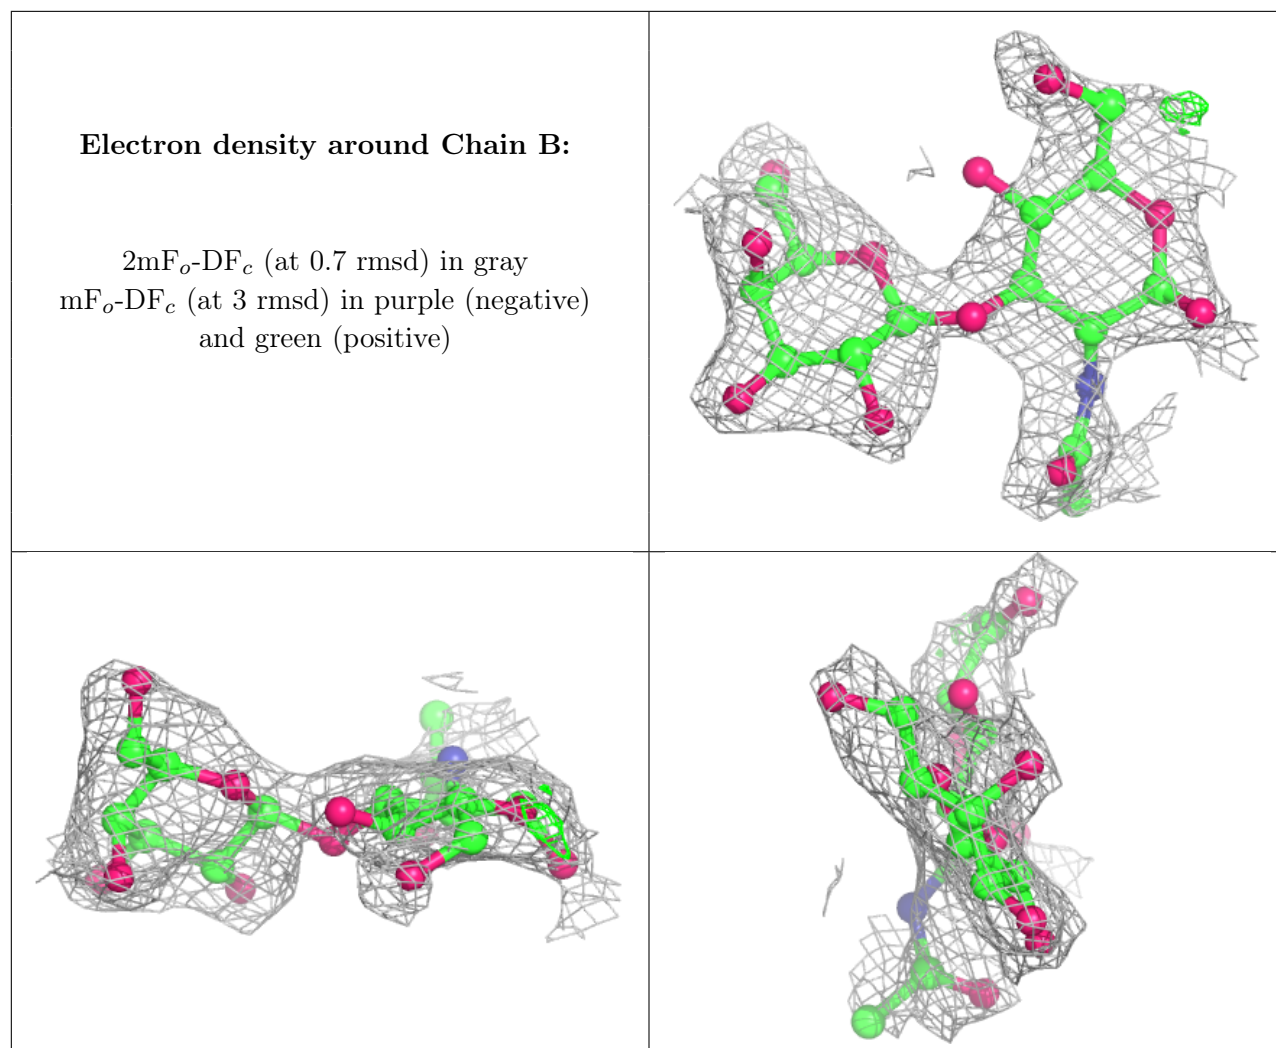 Electron density around Chain B:
2mFo-DFc (at 0.7 rmsd) in gray
mFo-DFc (at 3 rmsd) in purple (negative)
and green (positive)